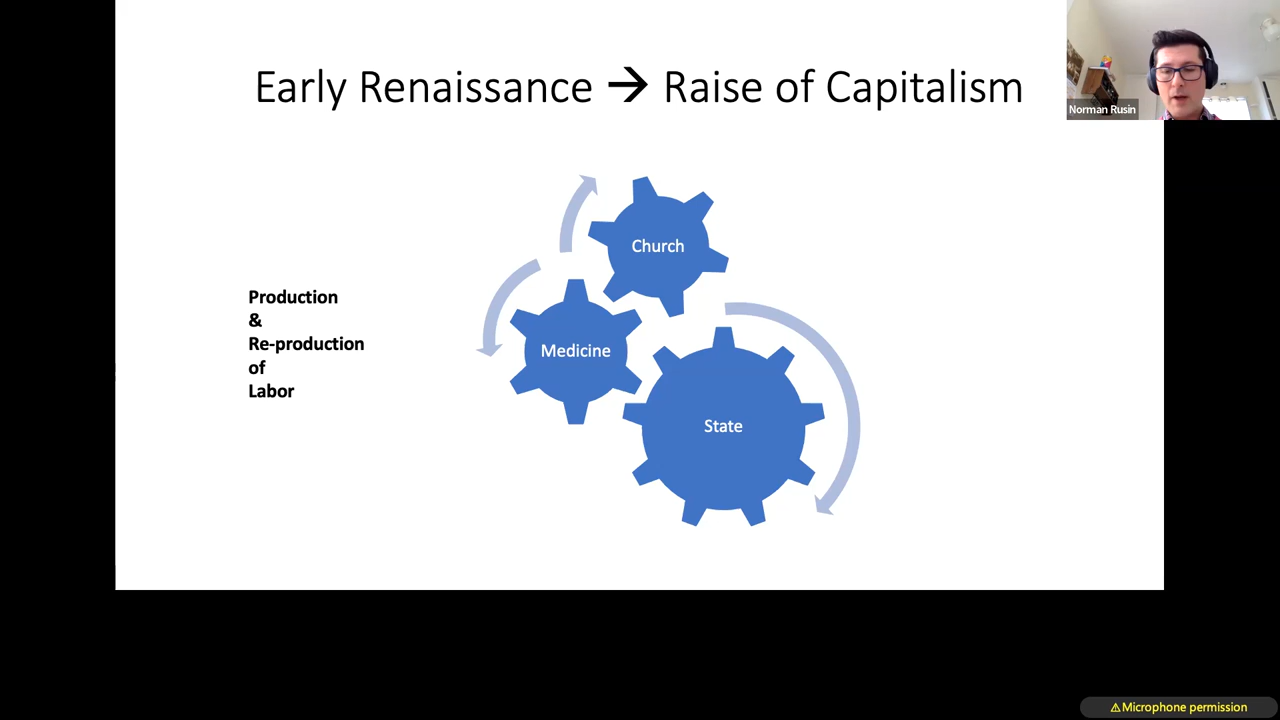 Early Renaissance → Raise of Capitalism
Norman Rusin
Church
Production
&
Re-production
of
Labor
Medicine
State
⚠Microphone permission